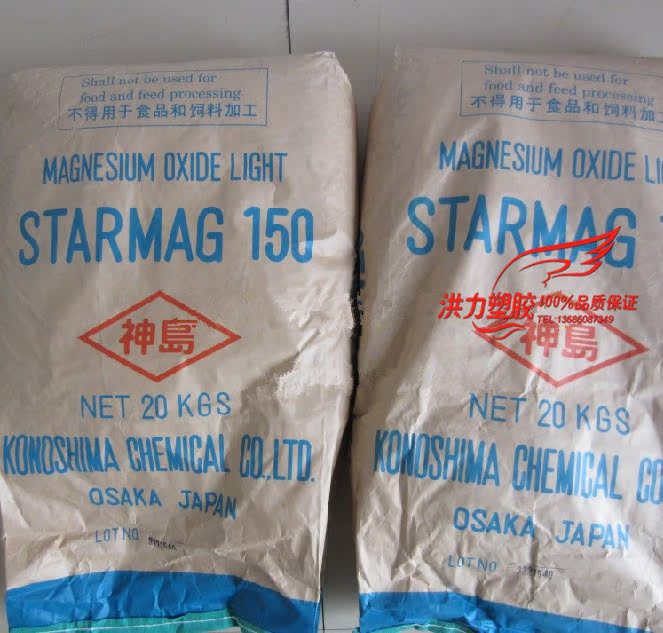 Shall not be used for
food and feed processing
不得用于食品和饲料加工
MAGNESIUM OXIDE LIGHT
STARMAG 150
神島
NET 20 KGS
KONOSHIMA CHEMICAL CO.,LTD.
OSAKA JAPAN
LOT NO
Shall not be used for
food and feed processing
不得用于食品和饲料加工
MAGNESIUM OXIDE
STARMAG
洪力塑胶 100%品质保证
TEL:13686087349
神島
NET 20 KGS
KONOSHIMA CHEMICAL CO
OSAKA JAPAN
LOT NO